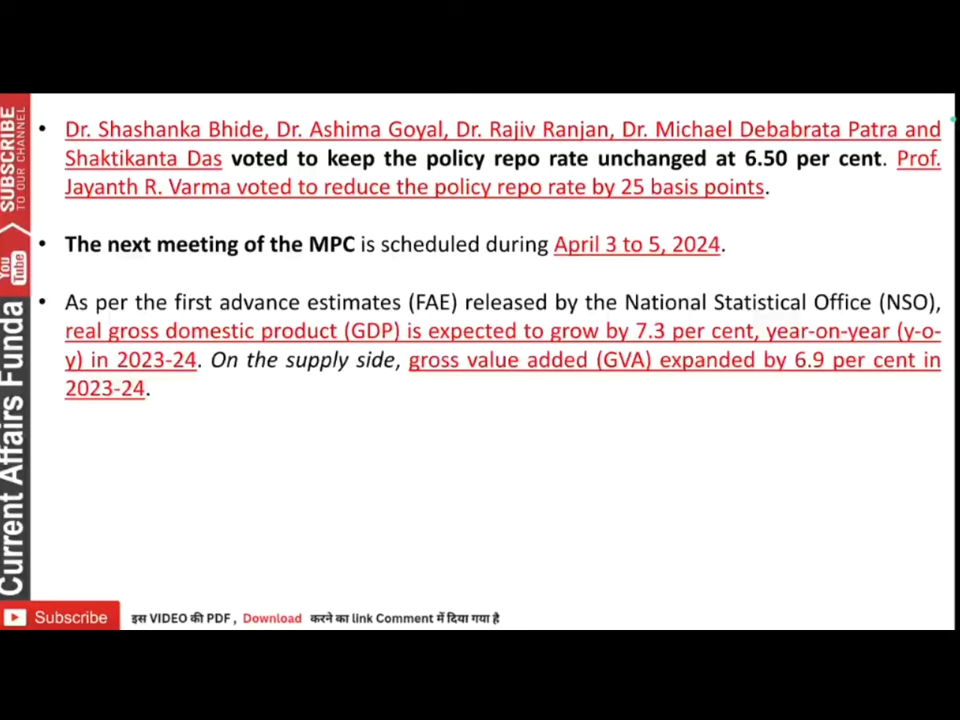 SUBSCRIBE
TO OUR CHANNEL
You
Tube
Current Affairs Funda
• Dr. Shashanka Bhide, Dr. Ashima Goyal, Dr. Rajiv Ranjan, Dr. Michael Debabrata Patra and
Shaktikanta Das voted to keep the policy repo rate unchanged at 6.50 per cent. Prof.
Jayanth R. Varma voted to reduce the policy repo rate by 25 basis points.
• The next meeting of the MPC is scheduled during April 3 to 5, 2024.
• As per the first advance estimates (FAE) released by the National Statistical Office (NSO),
real gross domestic product (GDP) is expected to grow by 7.3 per cent, year-on-year (y-o-
y) in 2023-24. On the supply side, gross value added (GVA) expanded by 6.9 per cent in
2023-24.
Subscribe इस VIDEO की PDF , Download करने का link Comment में दिया गया है